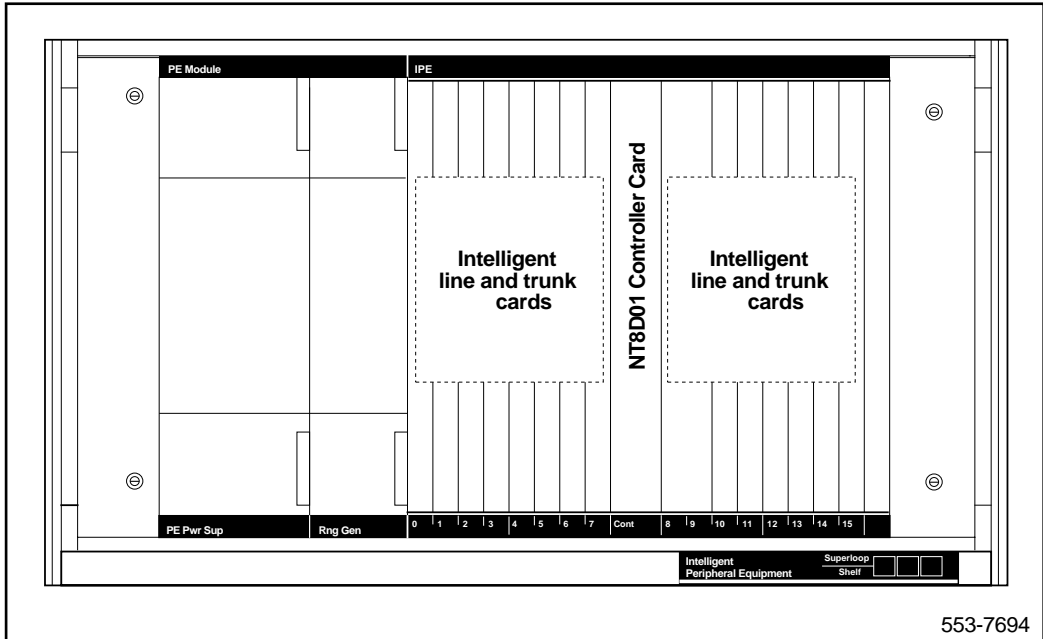 PE Module
IPE
Intelligent
line and trunk
cards
NT8D01 Controller Card
Intelligent
line and trunk
cards
PE Pwr Sup
Rng Gen
0 1 2 3 4 5 6 7 Cont 8 9 10 11 12 13 14 15
Intelligent
Peripheral Equipment
Superloop
Shelf
553-7694